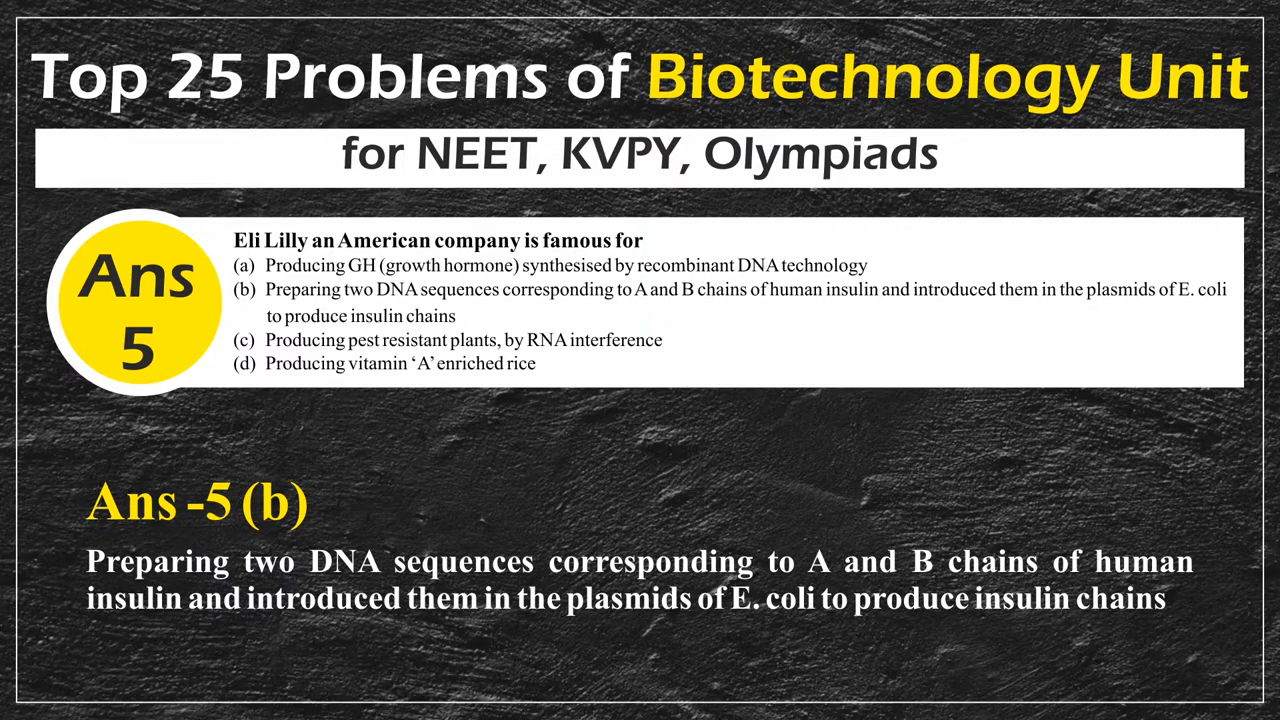 Top 25 Problems of Biotechnology Unit
for NEET, KVPY, Olympiads
Ans
5
Eli Lilly an American company is famous for
(a) Producing GH (growth hormone) synthesised by recombinant DNA technology
(b) Preparing two DNA sequences corresponding to A and B chains of human insulin and introduced them in the plasmids of E. coli
to produce insulin chains
(c) Producing pest resistant plants, by RNA interference
(d) Producing vitamin ‘A’ enriched rice
Ans -5 (b)
Preparing two DNA sequences corresponding to A and B chains of human
insulin and introduced them in the plasmids of E. coli to produce insulin chains